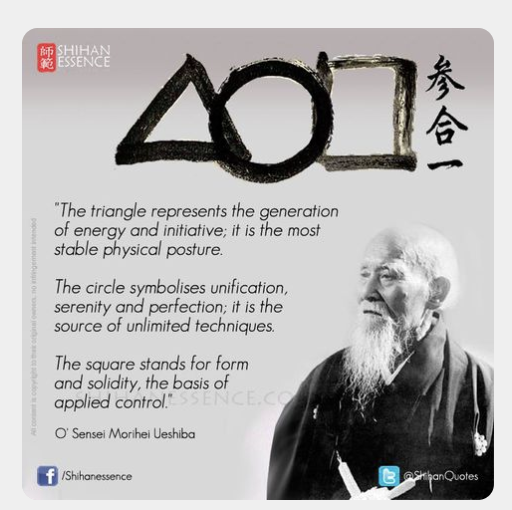 師範
SHIHAN
ESSENCE
参合一
"The triangle represents the generation
of energy and initiative; it is the most
stable physical posture.
The circle symbolises unification,
serenity and perfection; it is the
source of unlimited techniques.
The square stands for form
and solidity, the basis of
applied control."
SHIHANESSENCE.CO
O' Sensei Morihei Ueshiba
All content is copyright to their original owners, no infringement intended
f /Shihanessence
@ShihanQuotes